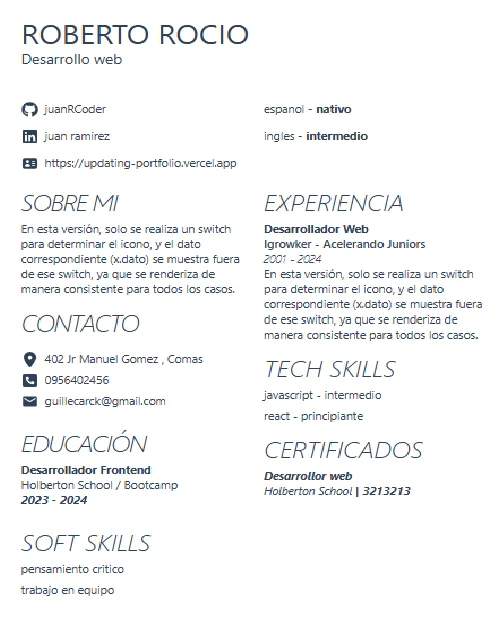 ROBERTO ROCIO
Desarrollo web
juanRCoder
juan ramirez
https://updating-portfolio.vercel.app
espanol - nativo
ingles - intermedio
SOBRE MI
En esta versión, solo se realiza un switch
para determinar el icono, y el dato
correspondiente (x.dato) se muestra fuera
de ese switch, ya que se renderiza de
manera consistente para todos los casos.
CONTACTO
402 Jr Manuel Gomez , Comas
0956402456
guillecarck@gmail.com
EDUCACIÓN
Desarrollador Frontend
Holberton School / Bootcamp
2023 - 2024
SOFT SKILLS
pensamiento critico
trabajo en equipo
EXPERIENCIA
Desarrollador Web
Igrowker - Acelerando Juniors
2001 - 2024
En esta versión, solo se realiza un switch
para determinar el icono, y el dato
correspondiente (x.dato) se muestra fuera
de ese switch, ya que se renderiza de
manera consistente para todos los casos.
TECH SKILLS
javascript - intermedio
react - principiante
CERTIFICADOS
Desarrollor web
Holberton School | 3213213